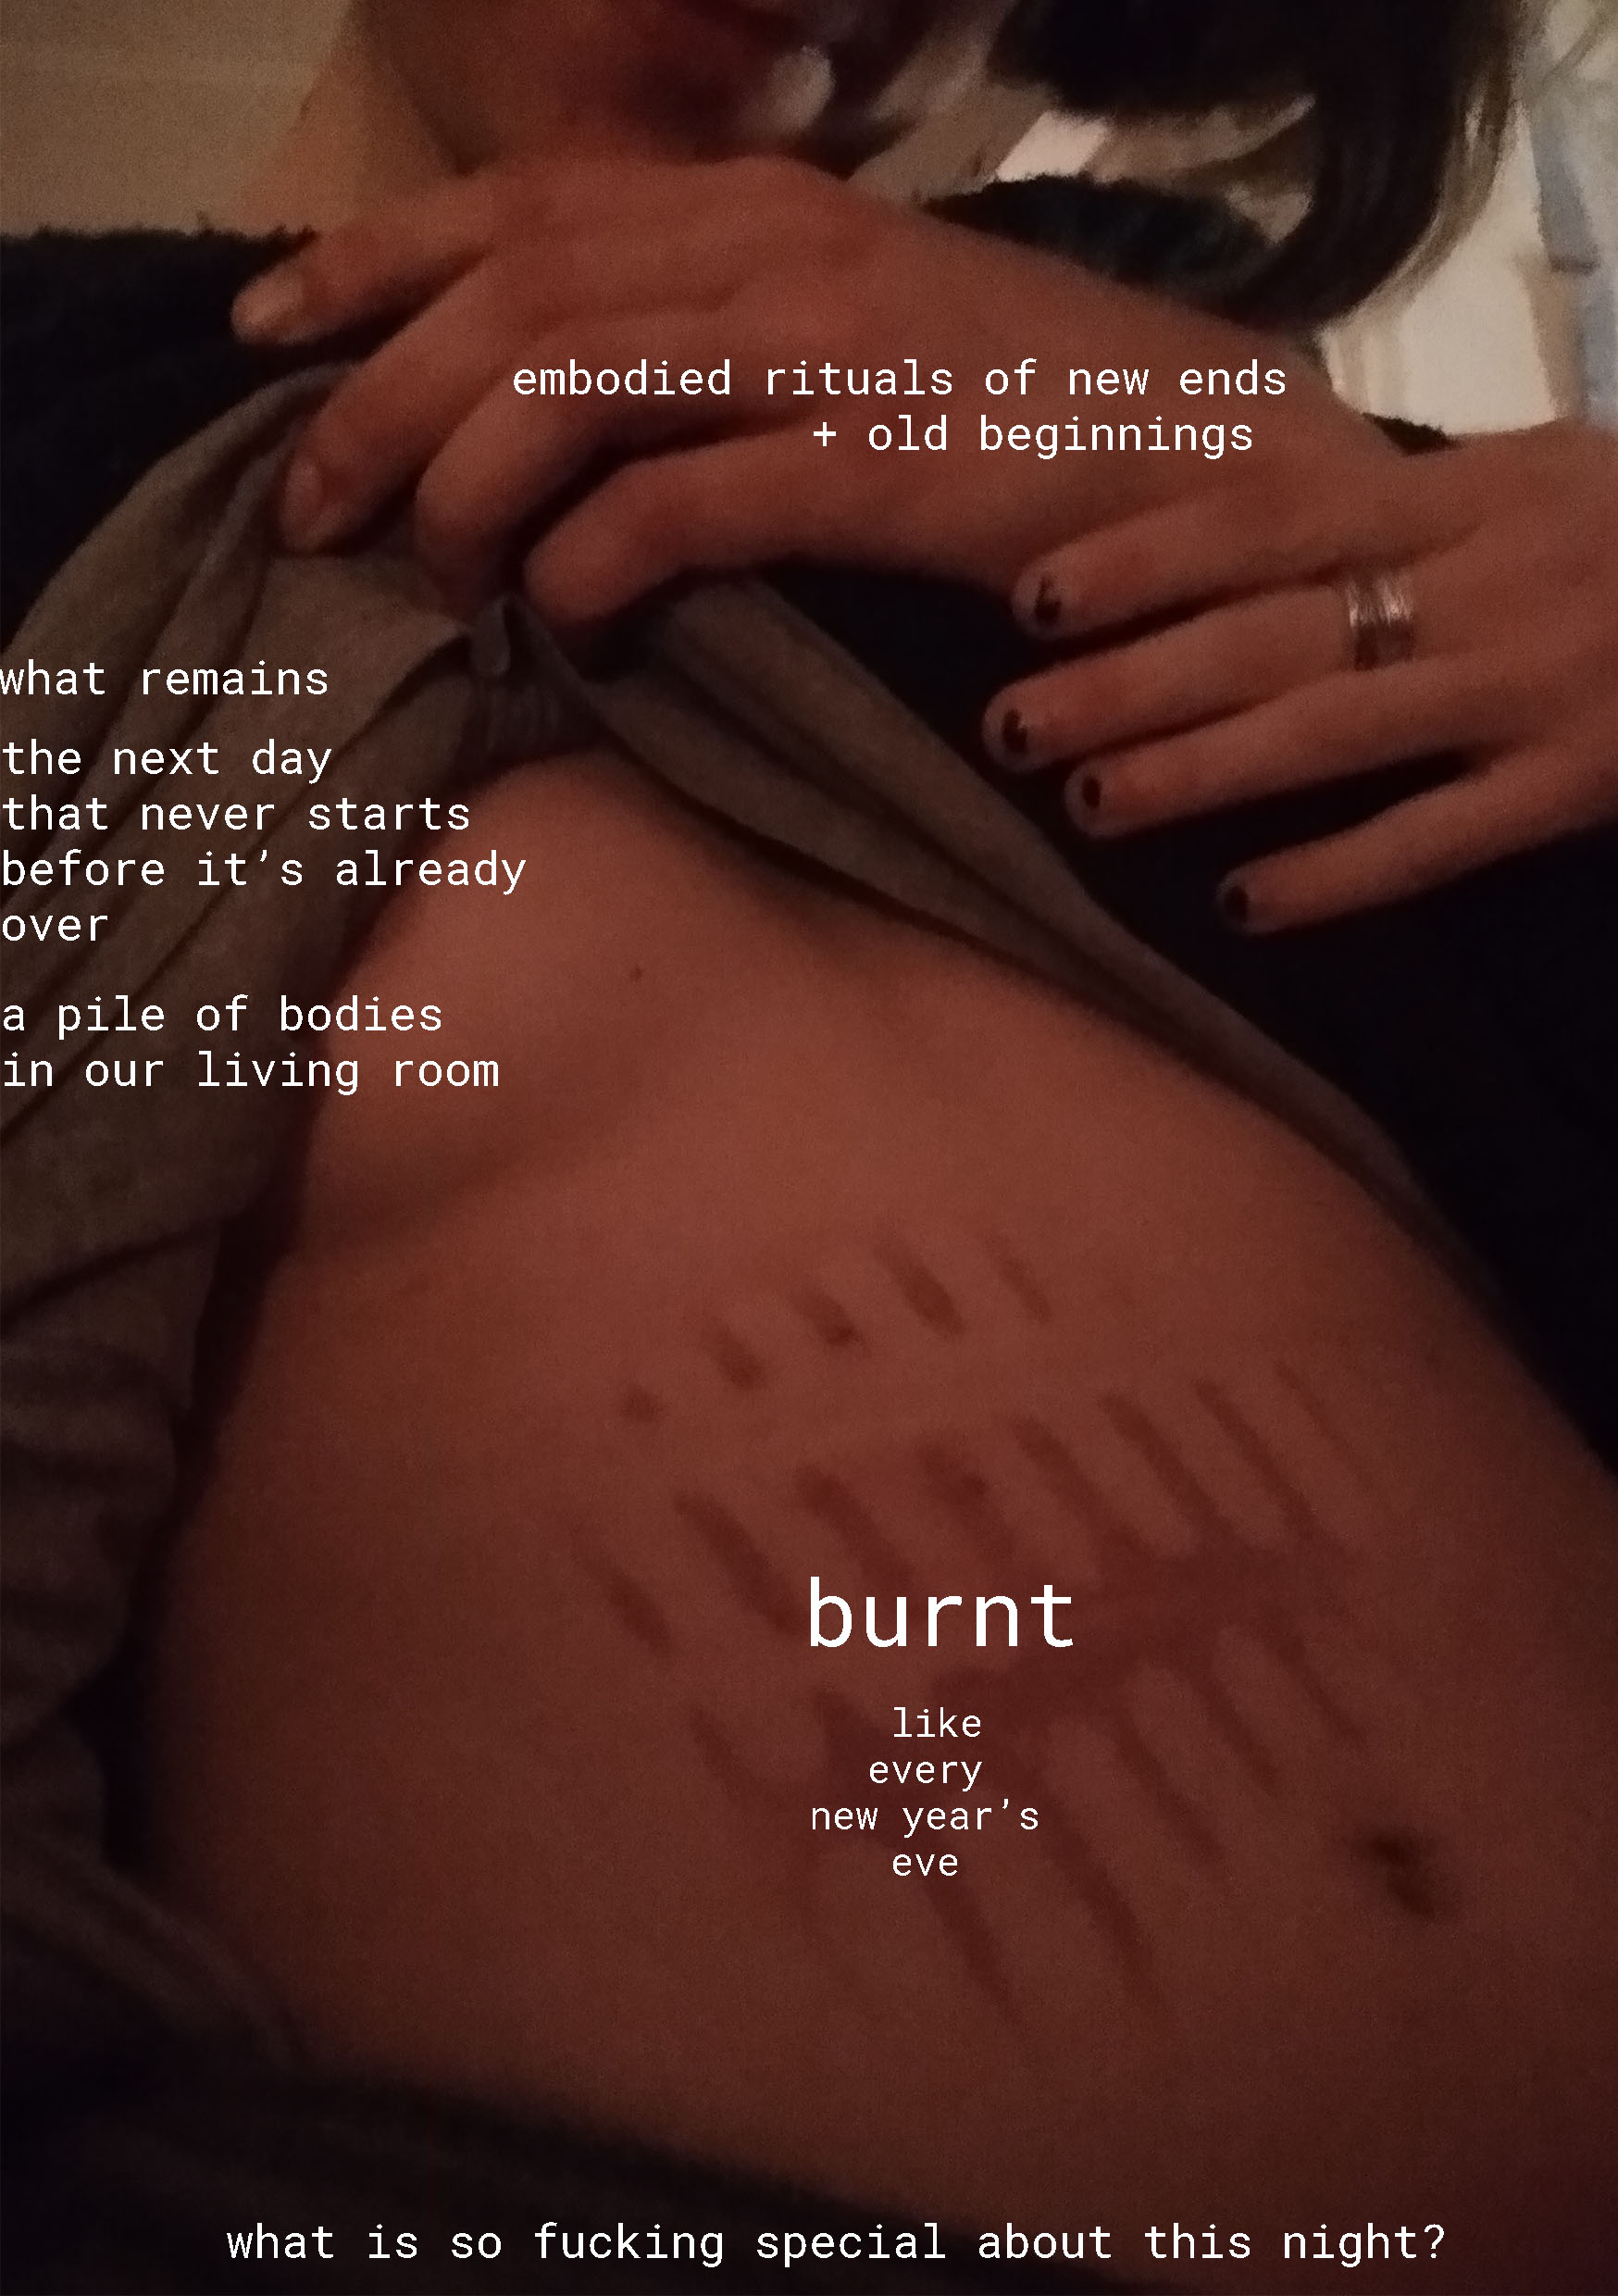 embodied rituals of new ends
+ old beginnings
what remains
the next day
that never starts
before it’s already
over
a pile of bodies
in our living room
burnt
like
every
new year’s
eve
what is so fucking special about this night?